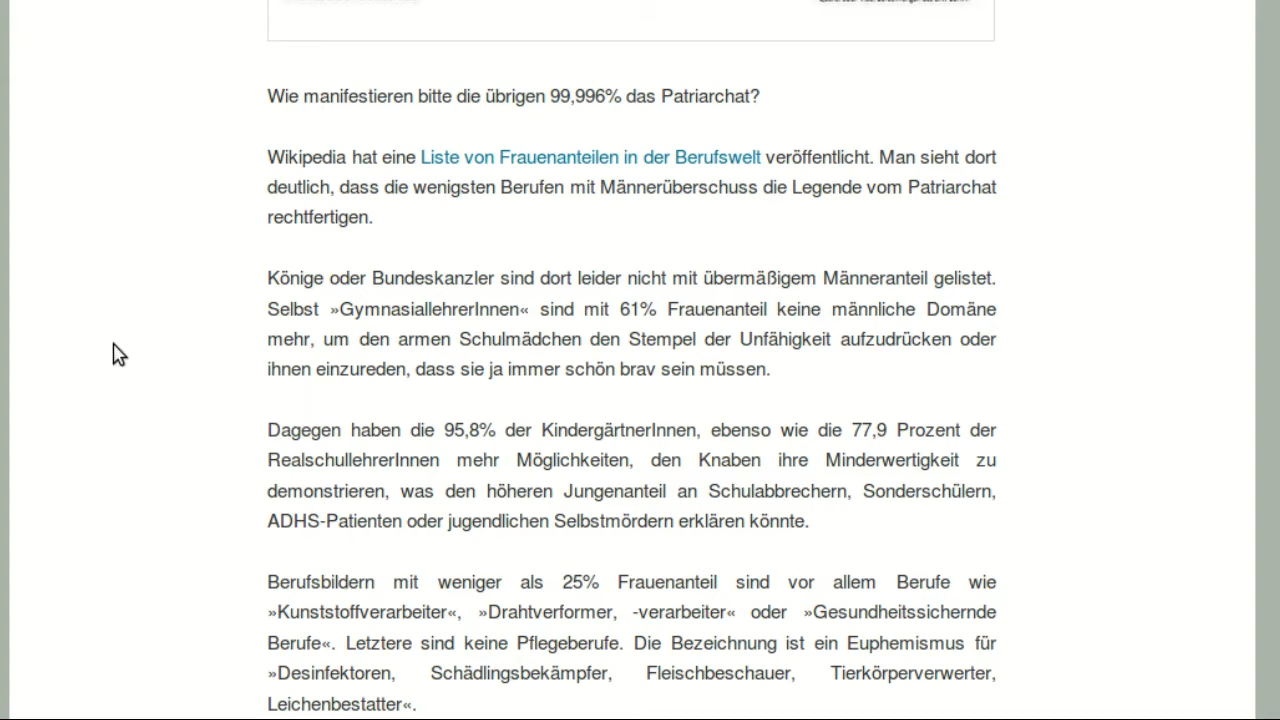 Wie manifestieren bitte die übrigen 99,996% das Patriarchat?
Wikipedia hat eine Liste von Frauenanteilen in der Berufswelt veröffentlicht. Man sieht dort
deutlich, dass die wenigsten Berufen mit Männerüberschuss die Legende vom Patriarchat
rechtfertigen.
Könige oder Bundeskanzler sind dort leider nicht mit übermäßigem Männeranteil gelistet.
Selbst »GymnasiallehrerInnen« sind mit 61% Frauenanteil keine männliche Domäne
mehr, um den armen Schulmädchen den Stempel der Unfähigkeit aufzudrücken oder
ihnen einzureden, dass sie ja immer schön brav sein müssen.
Dagegen haben die 95,8% der KindergärtnerInnen, ebenso wie die 77,9 Prozent der
RealschullehrerInnen mehr Möglichkeiten, den Knaben ihre Minderwertigkeit zu
demonstrieren, was den höheren Jungenanteil an Schulabbrechern, Sonderschülern,
ADHS-Patienten oder jugendlichen Selbstmördern erklären könnte.
Berufsbildern mit weniger als 25% Frauenanteil sind vor allem Berufe wie
»Kunststoffverarbeiter«, »Drahtverformer, -verarbeiter« oder »Gesundheitssichernde
Berufe«. Letztere sind keine Pflegeberufe. Die Bezeichnung ist ein Euphemismus für
»Desinfektoren, Schädlingsbekämpfer, Fleischbeschauer, Tierkörperverwerter,
Leichenbestatter«.